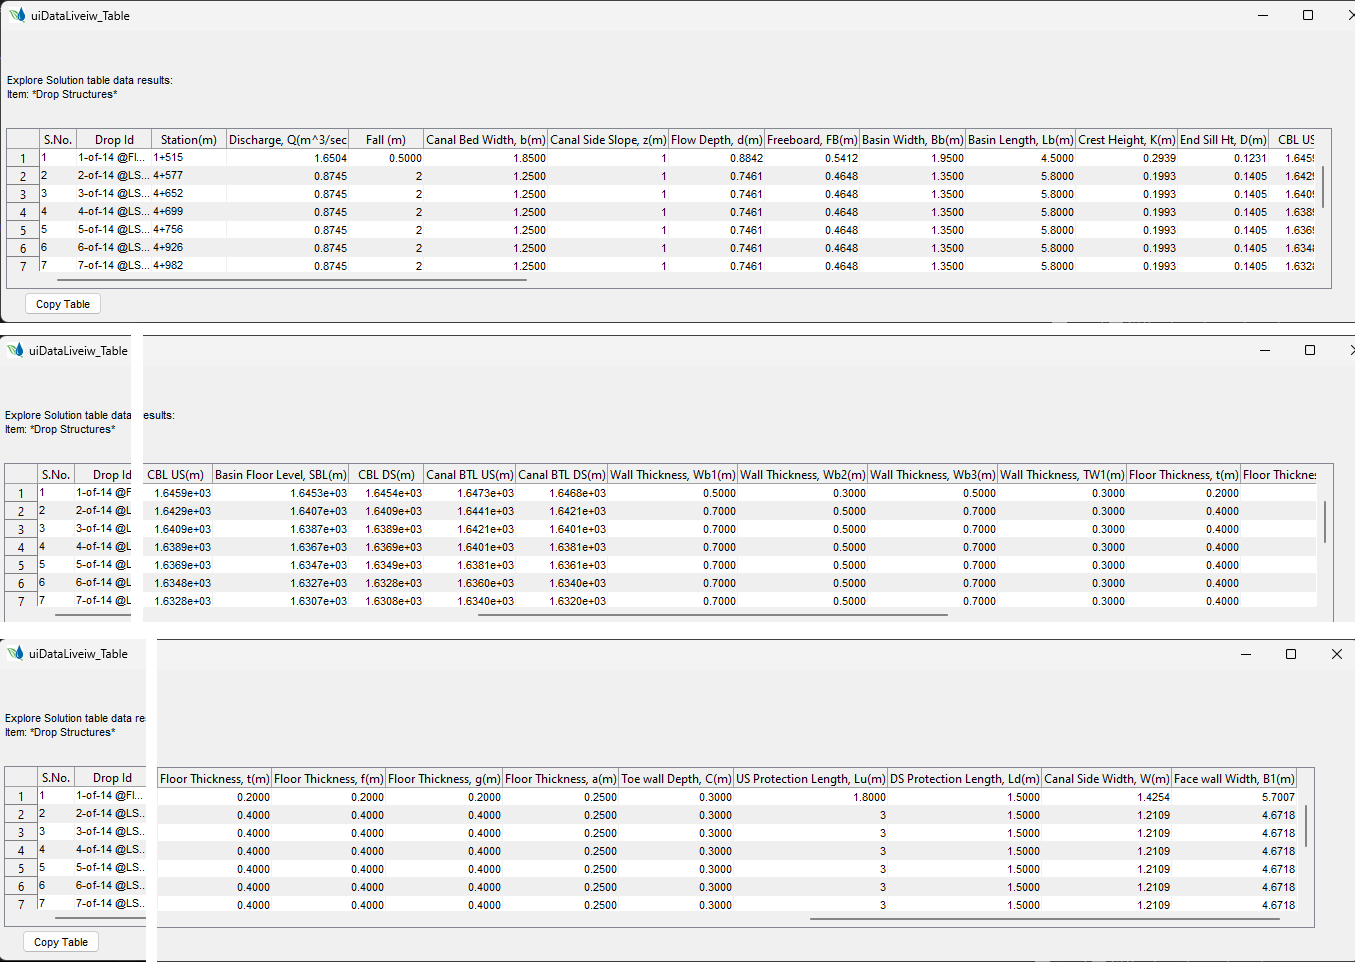 uiDataLiveiw_Table
Explore Solution table data results:
Item: *Drop Structures*
S.No. Drop Id Station(m) Discharge, Q(m^3/sec Fall (m) Canal Bed Width, b(m) Canal Side Slope, z(m) Flow Depth, d(m) Freeboard, FB(m) Basin Width, Bb(m) Basin Length, Lb(m) Crest Height, K(m) End Sill Ht, D(m) CBL US
1 1 1-of-14 @Fl... 1+515 1.6504 0.5000 1.8500 1 0.8842 0.5412 1.9500 4.5000 0.2939 0.1231 1.645
2 2 2-of-14 @LS... 4+577 0.8745 2 1.2500 1 0.7461 0.4648 1.3500 5.8000 0.1993 0.1405 1.642
3 3 3-of-14 @LS... 4+652 0.8745 2 1.2500 1 0.7461 0.4648 1.3500 5.8000 0.1993 0.1405 1.640
4 4 4-of-14 @LS... 4+699 0.8745 2 1.2500 1 0.7461 0.4648 1.3500 5.8000 0.1993 0.1405 1.638
5 5 5-of-14 @LS... 4+756 0.8745 2 1.2500 1 0.7461 0.4648 1.3500 5.8000 0.1993 0.1405 1.636
6 6 6-of-14 @LS... 4+926 0.8745 2 1.2500 1 0.7461 0.4648 1.3500 5.8000 0.1993 0.1405 1.634
7 7 7-of-14 @LS... 4+982 0.8745 2 1.2500 1 0.7461 0.4648 1.3500 5.8000 0.1993 0.1405 1.632
Copy Table
uiDataLiveiw_Table
Explore Solution table data esults:
Item: *Drop Structures*
S.No. Drop Id CBL US(m) Basin Floor Level, SBL(m) CBL DS(m) Canal BTL US(m) Canal BTL DS(m) Wall Thickness, Wb1(m) Wall Thickness, Wb2(m) Wall Thickness, Wb3(m) Wall Thickness, TW1(m) Floor Thickness, t(m) Floor Thickne
1 1 1-of-14 @F 1.6459e+03 1.6453e+03 1.6454e+03 1.6473e+03 1.6468e+03 0.5000 0.3000 0.5000 0.3000 0.2000
2 2 2-of-14 @L 1.6429e+03 1.6407e+03 1.6409e+03 1.6441e+03 1.6421e+03 0.7000 0.5000 0.7000 0.3000 0.4000
3 3 3-of-14 @L 1.6409e+03 1.6387e+03 1.6389e+03 1.6421e+03 1.6401e+03 0.7000 0.5000 0.7000 0.3000 0.4000
4 4 4-of-14 @L 1.6389e+03 1.6367e+03 1.6369e+03 1.6401e+03 1.6381e+03 0.7000 0.5000 0.7000 0.3000 0.4000
5 5 5-of-14 @L 1.6369e+03 1.6347e+03 1.6349e+03 1.6381e+03 1.6361e+03 0.7000 0.5000 0.7000 0.3000 0.4000
6 6 6-of-14 @L 1.6348e+03 1.6327e+03 1.6328e+03 1.6360e+03 1.6340e+03 0.7000 0.5000 0.7000 0.3000 0.4000
7 7 7-of-14 @L 1.6328e+03 1.6307e+03 1.6308e+03 1.6340e+03 1.6320e+03 0.7000 0.5000 0.7000 0.3000 0.4000
uiDataLiveiw_Table
Explore Solution table data re
Item: *Drop Structures*
S.No. Drop Id Floor Thickness, t(m) Floor Thickness, f(m) Floor Thickness, g(m) Floor Thickness, a(m) Toe wall Depth, C(m) US Protection Length, Lu(m) DS Protection Length, Ld(m) Canal Side Width, W(m) Face wall Width, B1(m)
1 1 1-of-14 @Fl... 0.2000 0.2000 0.2000 0.2500 0.3000 1.8000 1.5000 1.4254 5.7007
2 2 2-of-14 @LS.. 0.4000 0.4000 0.4000 0.2500 0.3000 3 1.5000 1.2109 4.6718
3 3 3-of-14 @LS.. 0.4000 0.4000 0.4000 0.2500 0.3000 3 1.5000 1.2109 4.6718
4 4 4-of-14 @LS.. 0.4000 0.4000 0.4000 0.2500 0.3000 3 1.5000 1.2109 4.6718
5 5 5-of-14 @LS.. 0.4000 0.4000 0.4000 0.2500 0.3000 3 1.5000 1.2109 4.6718
6 6 6-of-14 @LS.. 0.4000 0.4000 0.4000 0.2500 0.3000 3 1.5000 1.2109 4.6718
7 7 7-of-14 @LS.. 0.4000 0.4000 0.4000 0.2500 0.3000 3 1.5000 1.2109 4.6718
Copy Table